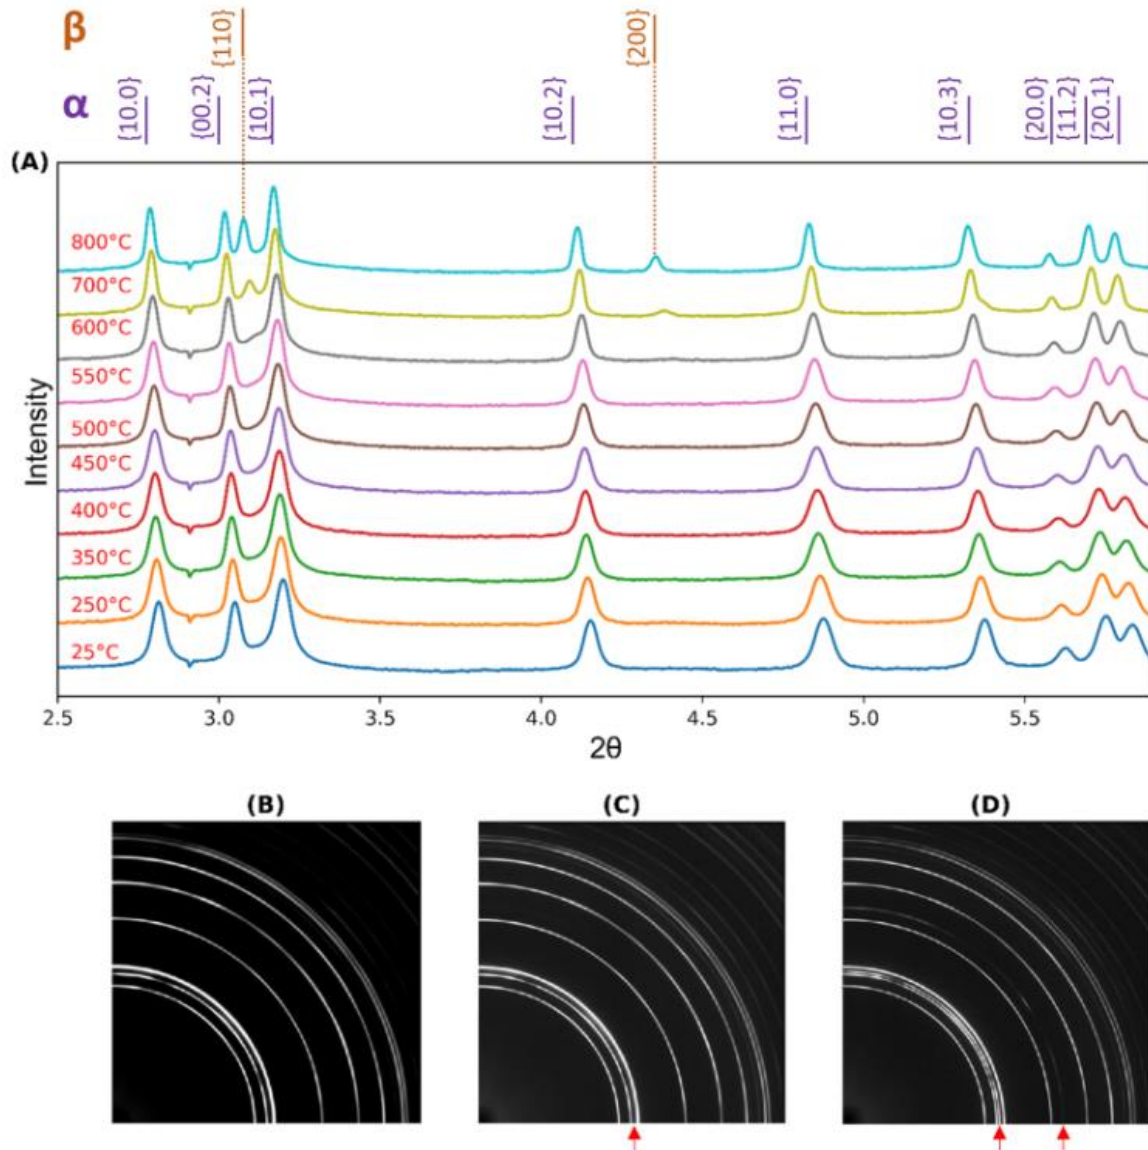 β
{110}
{200}
α
{10.0}
{00.2}
{10.1}
{10.2}
{11.0}
{10.3}
{20.0}
{11.2}
{20.1}
(A)
800°C
700°C
600°C
550°C
500°C
450°C
400°C
350°C
250°C
25°C
Intensity
2.5 3.0 3.5 4.0 4.5 5.0 5.5
2θ
(B) (C) (D)